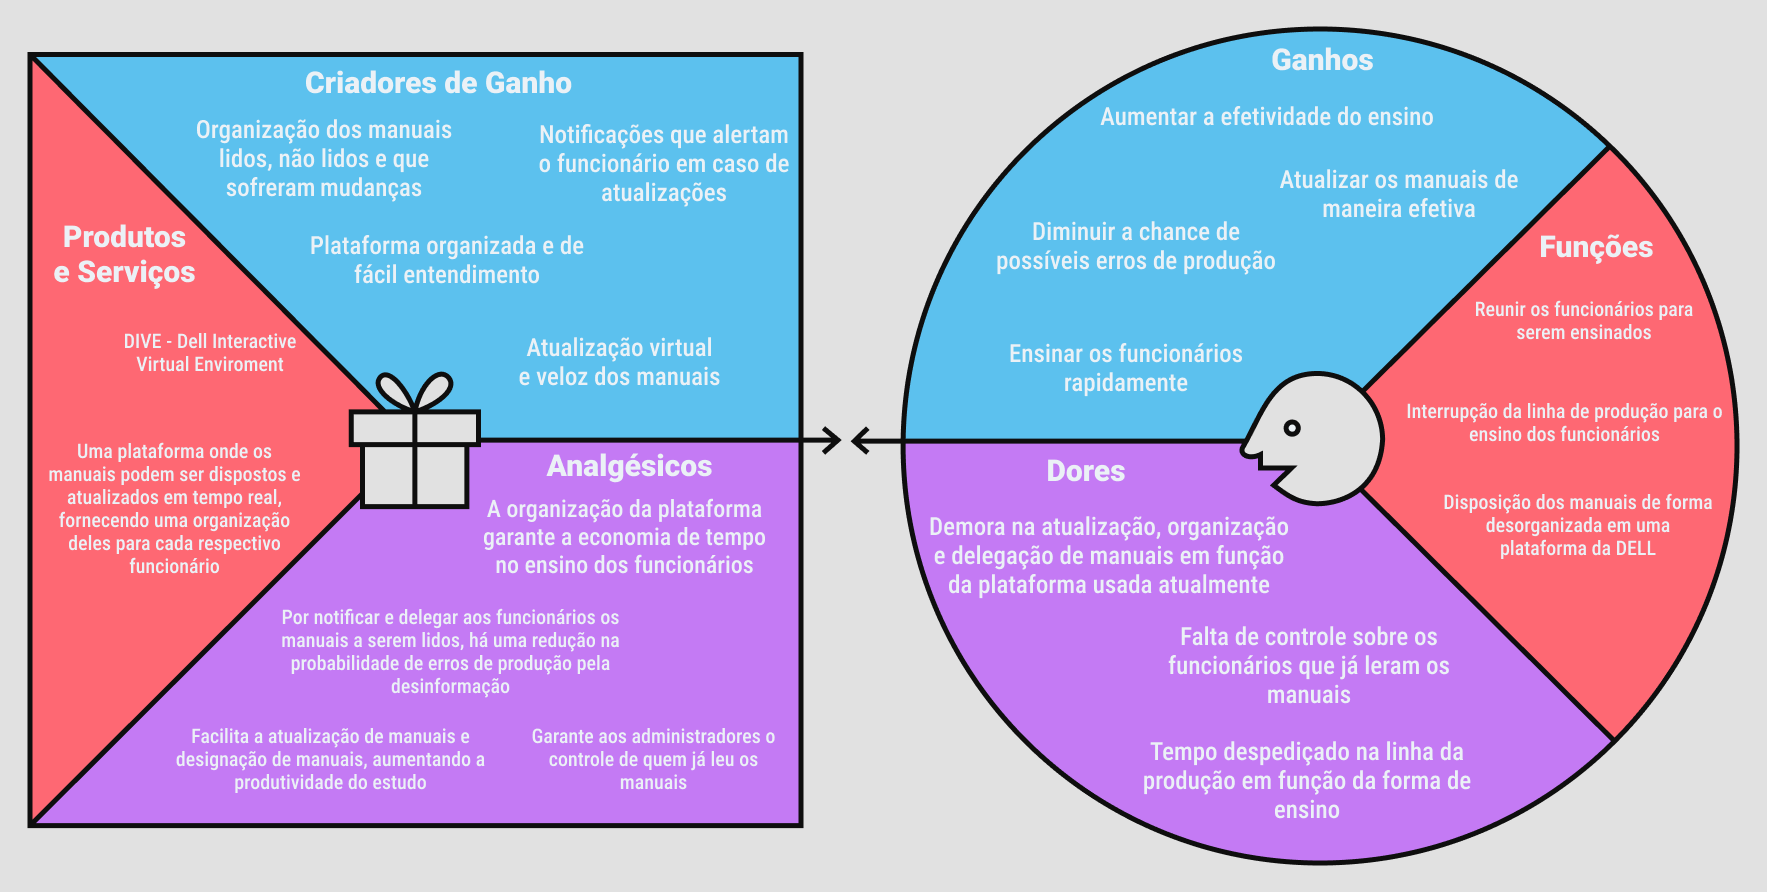 Criadores de Ganho
Organização dos manuais
lidos, não lidos e que
sofreram mudanças
Notificações que alertam
o funcionário em caso de
atualizações
Plataforma organizada e de
fácil entendimento
Atualização virtual
e veloz dos manuais
Produtos
e Serviços
DIVE - Dell Interactive
Virtual Enviroment
Uma plataforma onde os
manuais podem ser dispostos e
atualizados em tempo real,
fornecendo uma organização
deles para cada respectivo
funcionário
Analgésicos
A organização da plataforma
garante a economia de tempo
no ensino dos funcionários
Por notificar e delegar aos funcionários os
manuais a serem lidos, há uma redução na
probabilidade de erros de produção pela
desinformação
Facilita a atualização de manuais e
designação de manuais, aumentando a
produtividade do estudo
Garante aos administradores o
controle de quem já leu os
manuais
Ganhos
Aumentar a efetividade do ensino
Atualizar os manuais de
maneira efetiva
Diminuir a chance de
possíveis erros de produção
Ensinar os funcionários
rapidamente
Funções
Reunir os funcionários para
serem ensinados
Interrupção da linha de produção para o
ensino dos funcionários
Disposição dos manuais de forma
desorganizada em uma
plataforma da DELL
Dores
Demora na atualização, organização
e delegação de manuais em função
da plataforma usada atualmente
Falta de controle sobre os
funcionários que já leram os
manuais
Tempo despediçado na linha da
produção em função da forma de
ensino